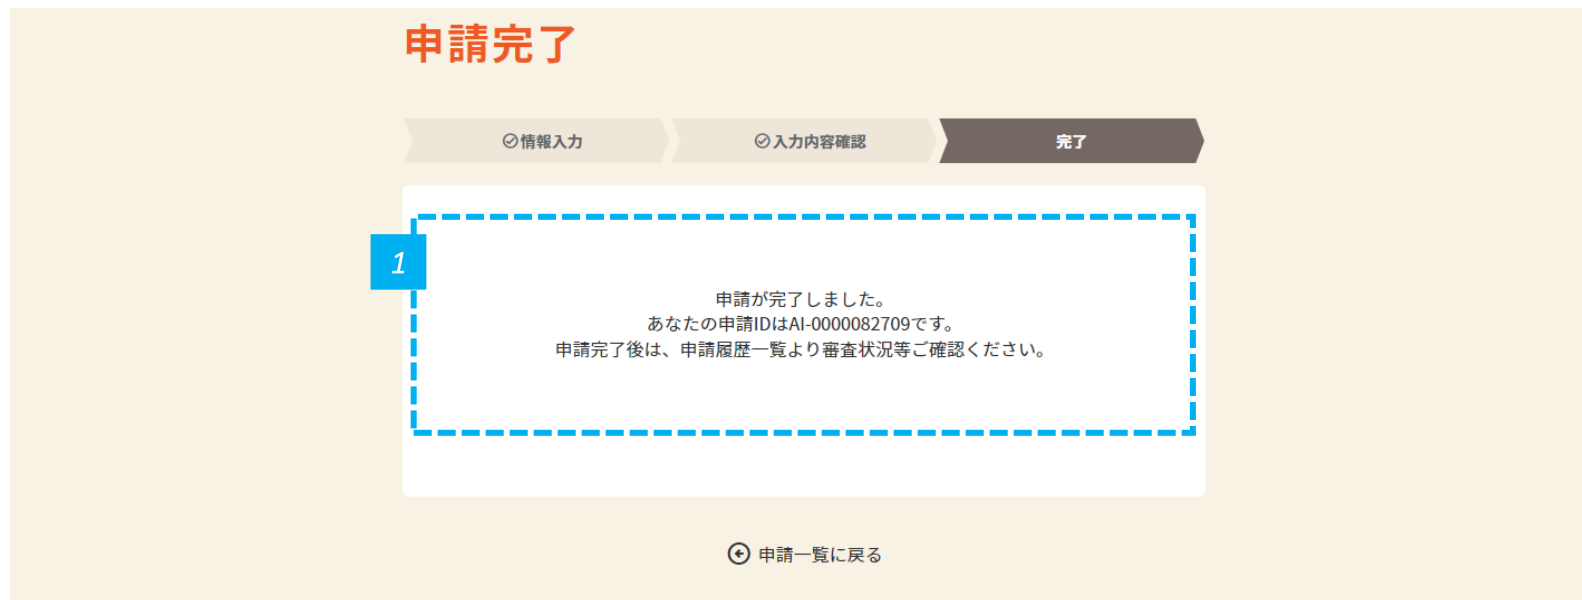 申請完了
情報入力
入力内容確認
完了
1
申請が完了しました。
あなたの申請IDはAI-0000082709です。
申請完了後は、申請履歴一覧より審査状況等ご確認ください。
申請一覧に戻る